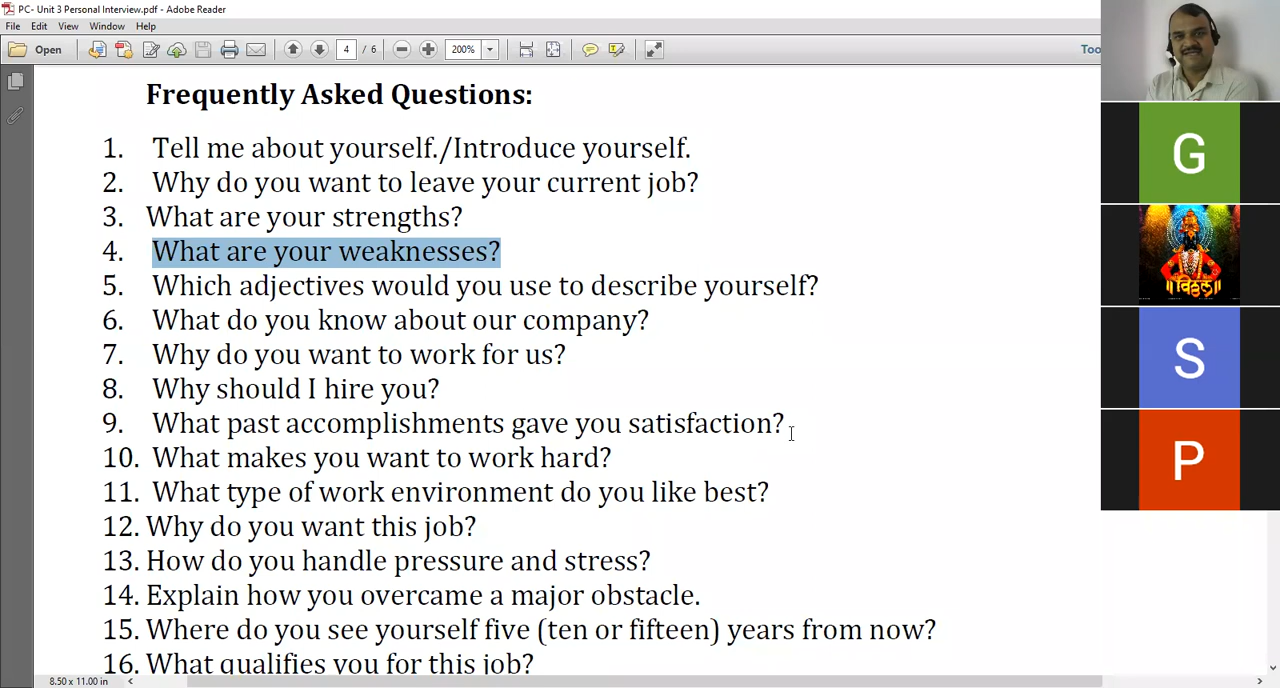 PC- Unit 3 Personal Interview.pdf - Adobe Reader
File Edit View Window Help
Open 4 / 6 200% Too
Frequently Asked Questions:
1. Tell me about yourself./Introduce yourself.
2. Why do you want to leave your current job?
3. What are your strengths?
4. What are your weaknesses?
5. Which adjectives would you use to describe yourself?
6. What do you know about our company?
7. Why do you want to work for us?
8. Why should I hire you?
9. What past accomplishments gave you satisfaction?
10. What makes you want to work hard?
11. What type of work environment do you like best?
12. Why do you want this job?
13. How do you handle pressure and stress?
14. Explain how you overcame a major obstacle.
15. Where do you see yourself five (ten or fifteen) years from now?
16. What qualifies you for this job?
8.50 x 11.00 in
G
॥विठ्ठल॥
S
P